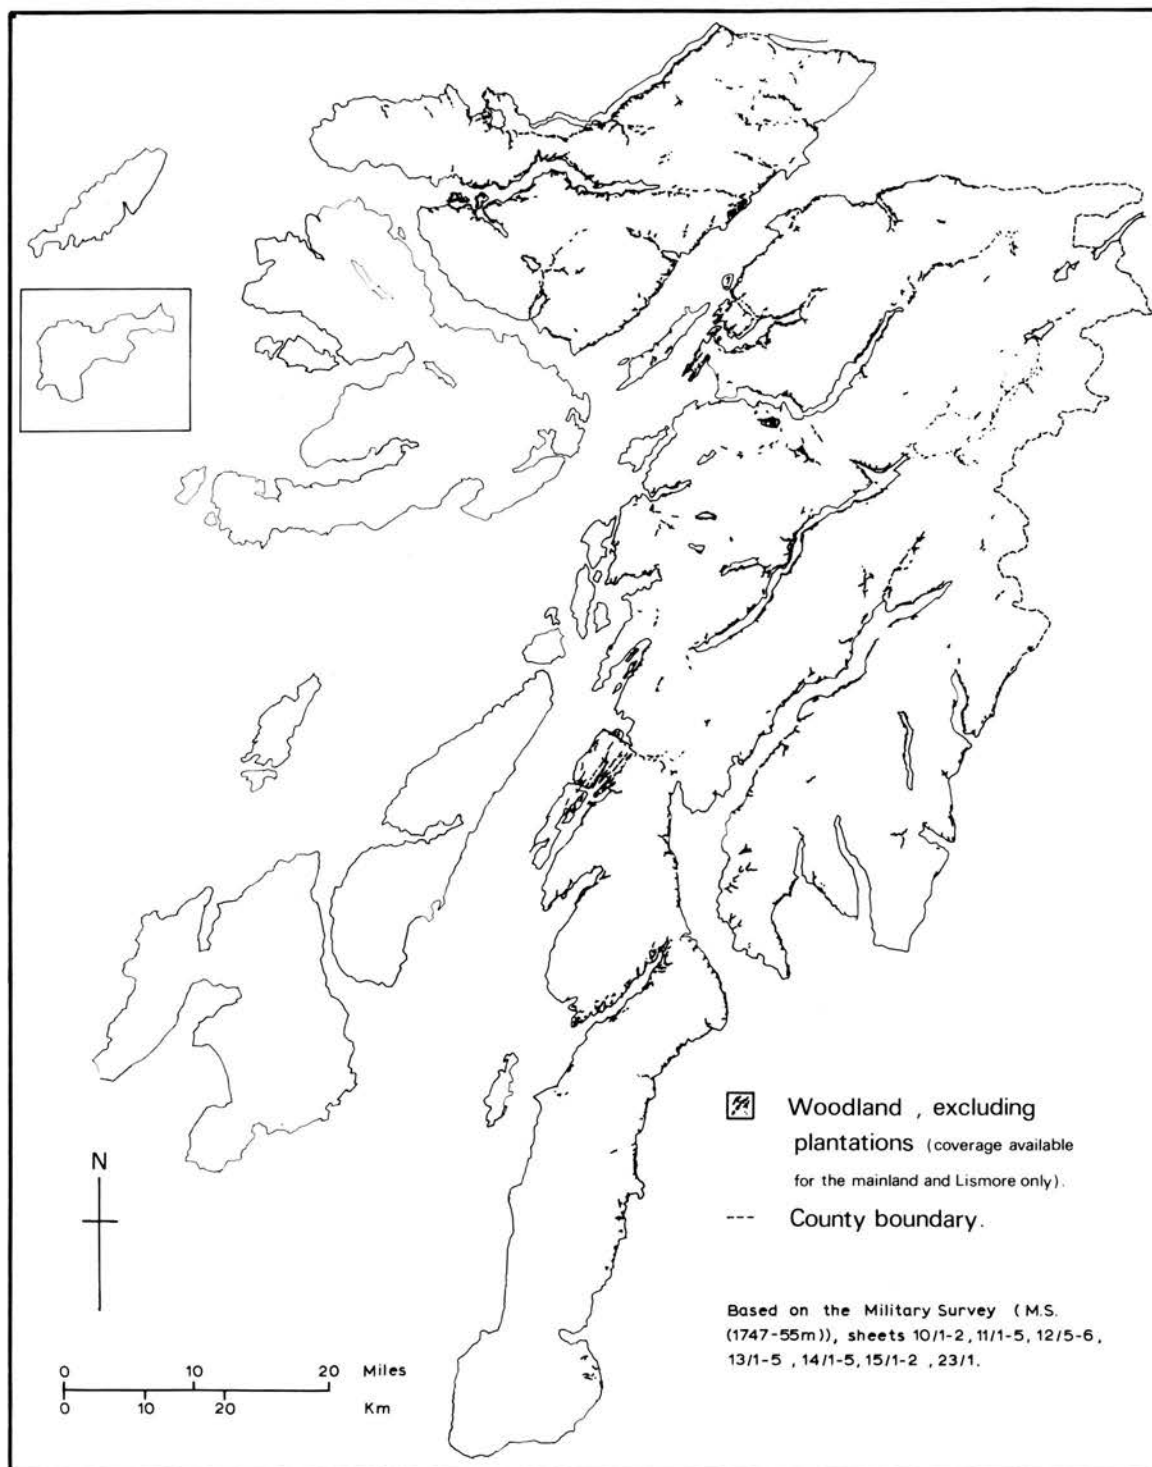 Woodland , excluding
plantations (coverage available
for the mainland and Lismore only).
County boundary.
N
Based on the Military Survey ( M.S.
(1747-55m)), sheets 10/1-2, 11/1-5, 12/5-6,
13/1-5 , 14/1-5, 15/1-2 , 23/1.
0 10 20 Miles
0 10 20 Km